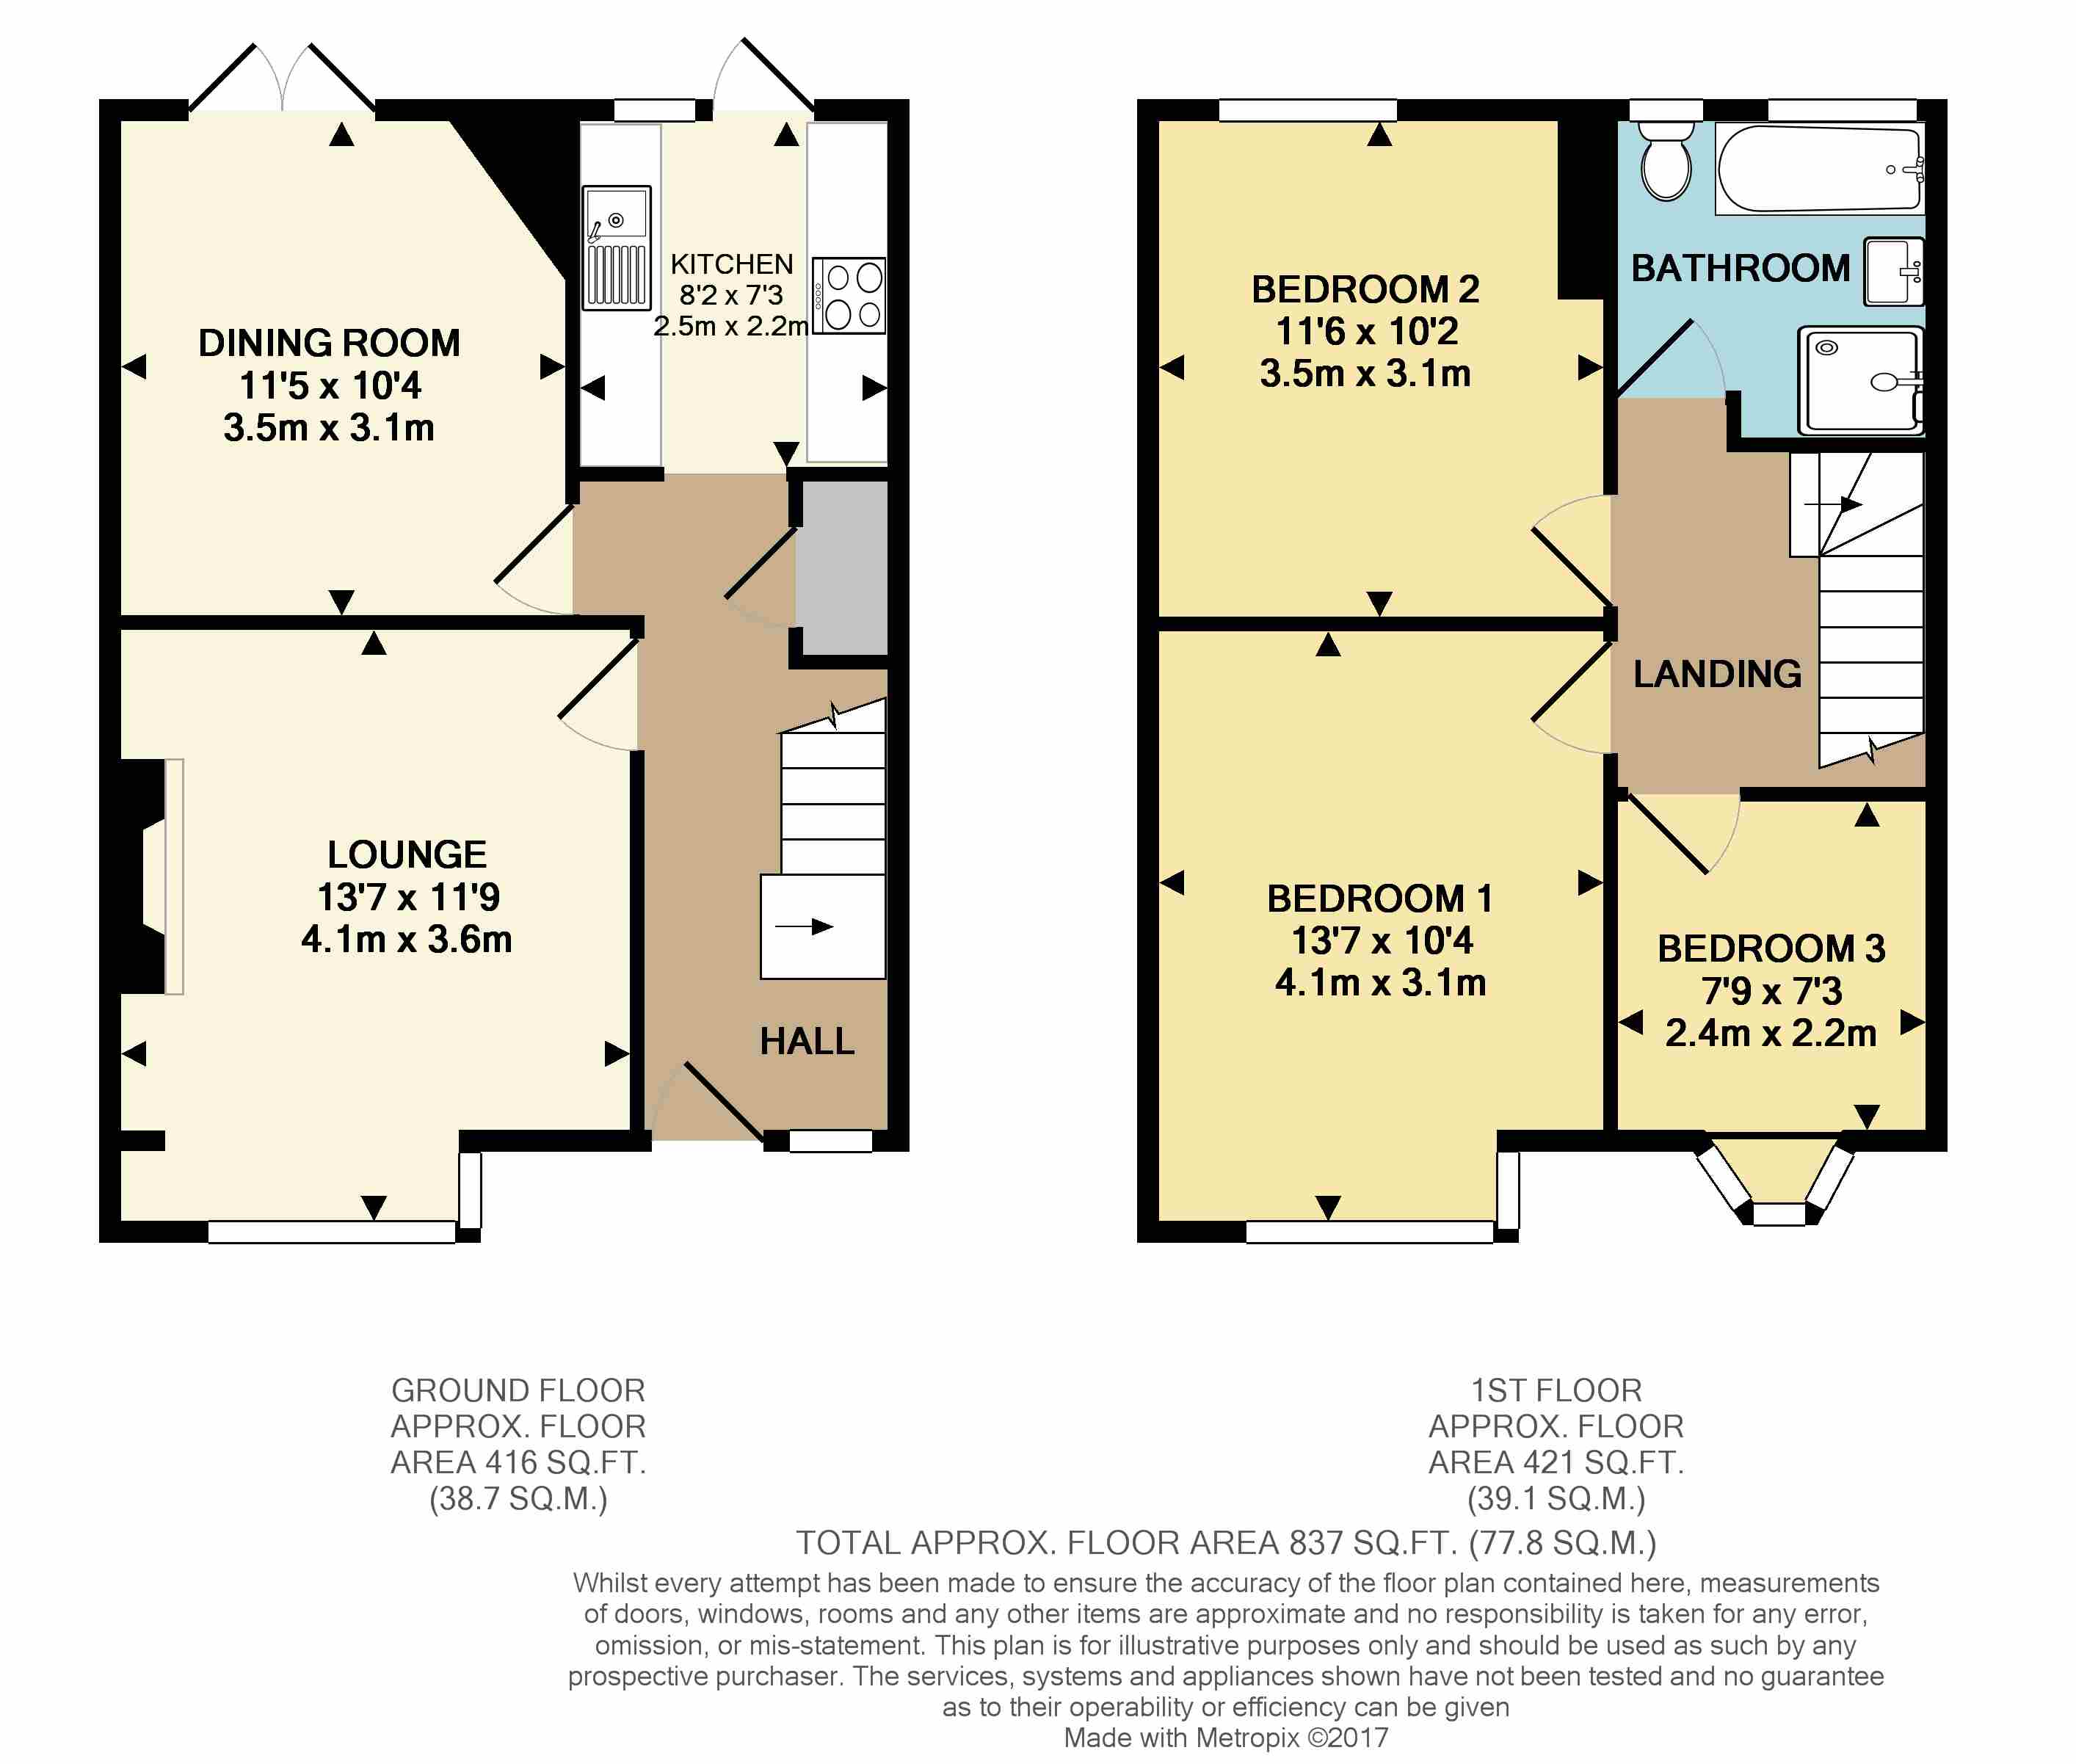 DINING ROOM
11'5 x 10'4
3.5m x 3.1m
KITCHEN
8'2 x 7'3
2.5m x 2.2m
LOUNGE
13'7 x 11'9
4.1m x 3.6m
HALL
BEDROOM 2
11'6 x 10'2
3.5m x 3.1m
BATHROOM
LANDING
BEDROOM 1
13'7 x 10'4
4.1m x 3.1m
BEDROOM 3
7'9 x 7'3
2.4m x 2.2m
GROUND FLOOR
APPROX. FLOOR
AREA 416 SQ.FT.
(38.7 SQ.M.)
1ST FLOOR
APPROX. FLOOR
AREA 421 SQ.FT.
(39.1 SQ.M.)
TOTAL APPROX. FLOOR AREA 837 SQ.FT. (77.8 SQ.M.)
Whilst every attempt has been made to ensure the accuracy of the floor plan contained here, measurements
of doors, windows, rooms and any other items are approximate and no responsibility is taken for any error,
omission, or mis-statement. This plan is for illustrative purposes only and should be used as such by any
prospective purchaser. The services, systems and appliances shown have not been tested and no guarantee
as to their operability or efficiency can be given
Made with Metropix ©2017